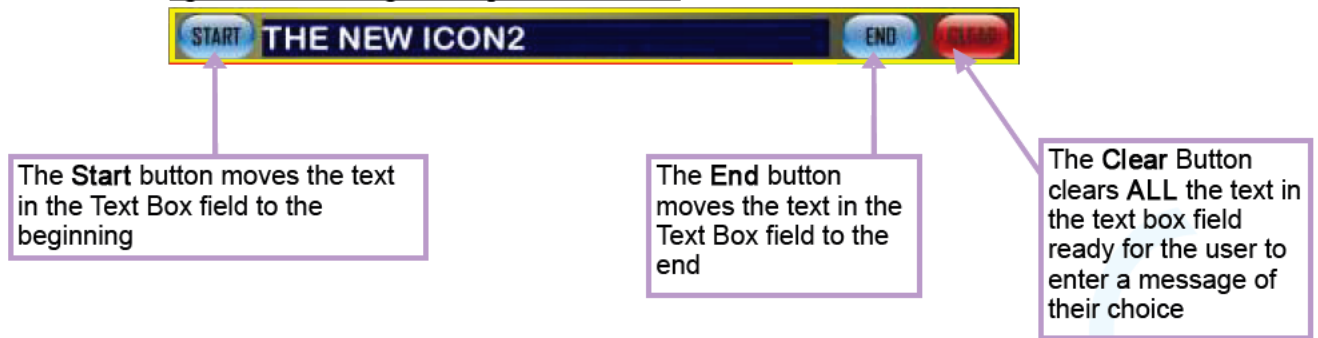 START THE NEW ICON2 END CLEAR
The Start button moves the text
in the Text Box field to the
beginning
The End button
moves the text in the
Text Box field to the
end
The Clear Button
clears ALL the text in
the text box field
ready for the user to
enter a message of
their choice